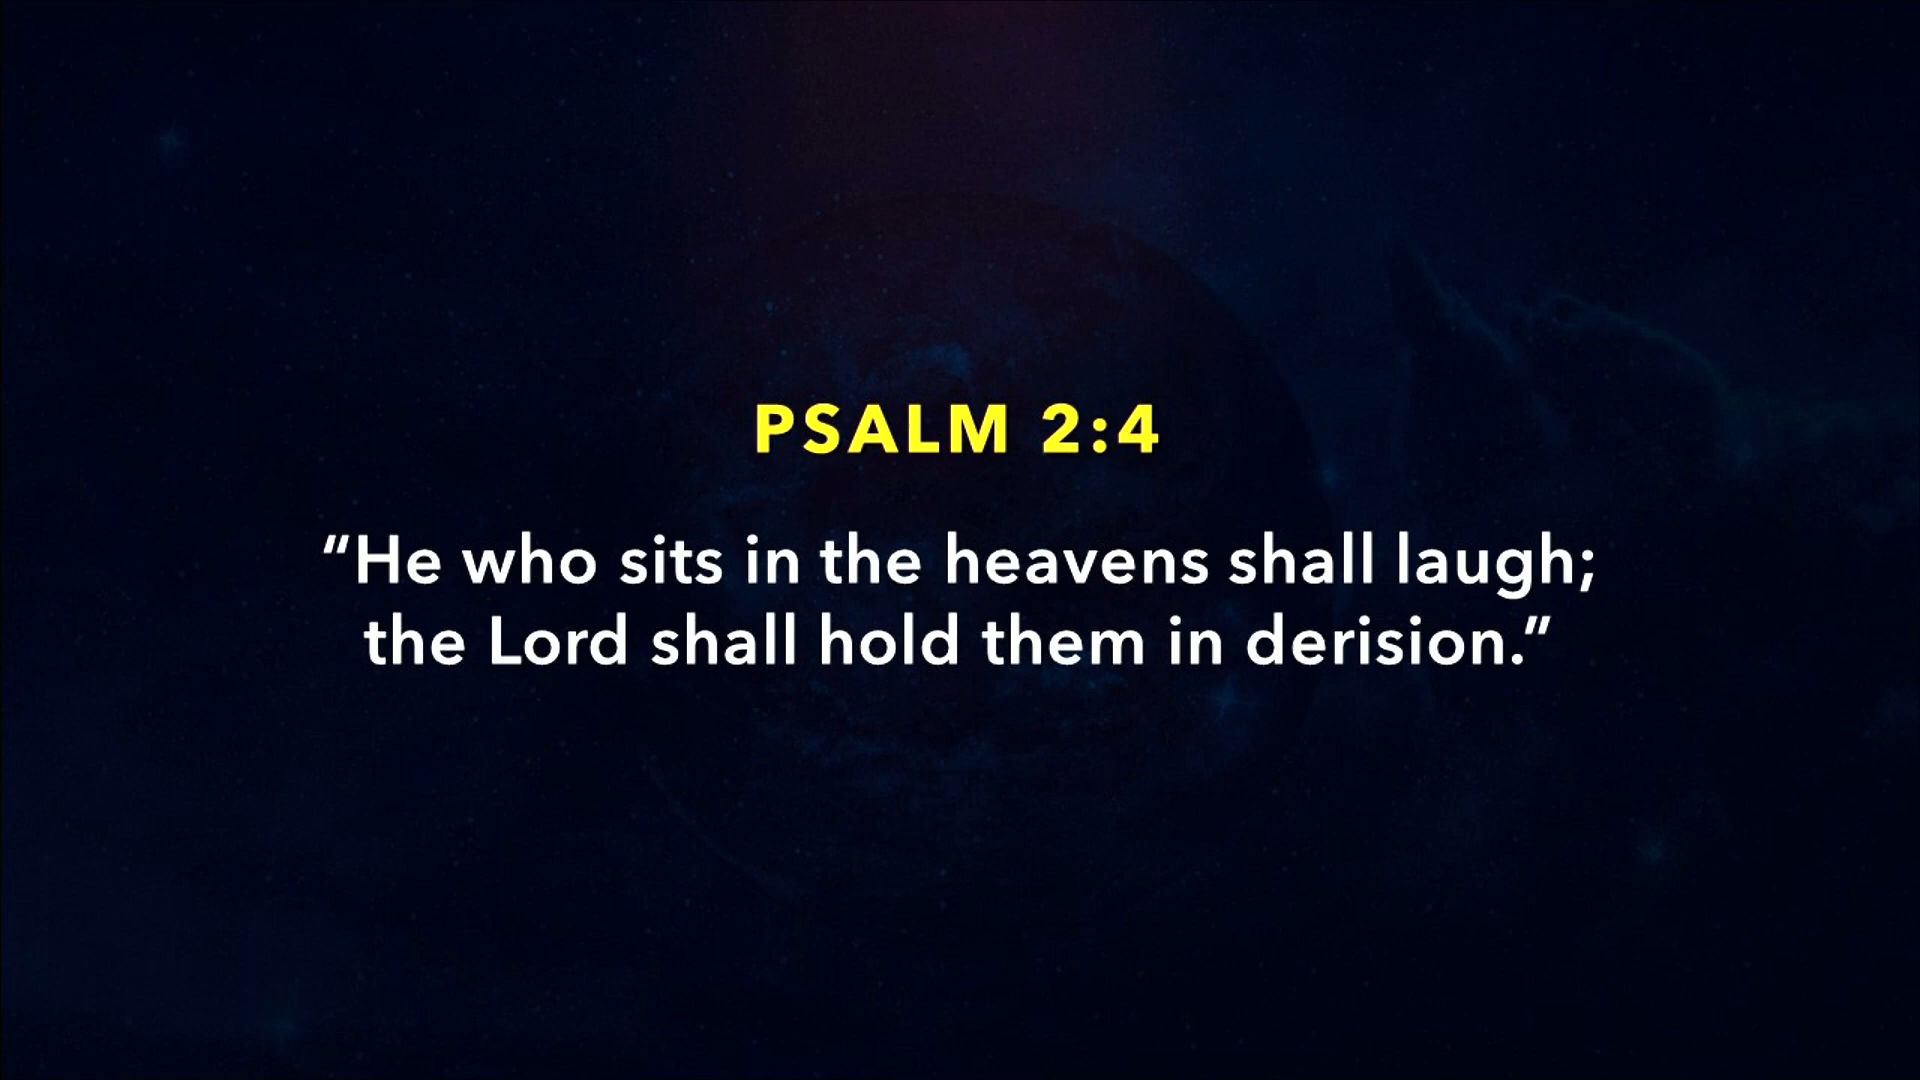 PSALM 2:4
“He who sits in the heavens shall laugh;
the Lord shall hold them in derision.”